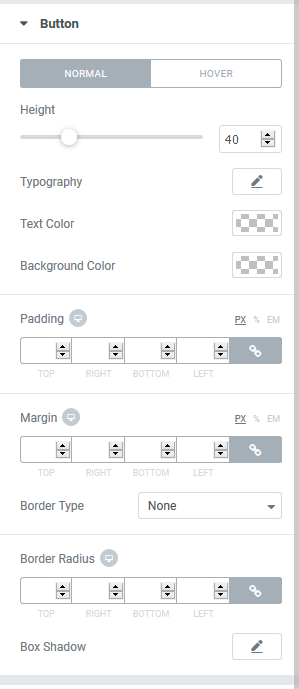 Button
NORMAL HOVER
Height
40
Typography
Text Color
Background Color
Padding PX % EM
TOP RIGHT BOTTOM LEFT
Margin PX % EM
TOP RIGHT BOTTOM LEFT
Border Type None
Border Radius
TOP RIGHT BOTTOM LEFT
Box Shadow